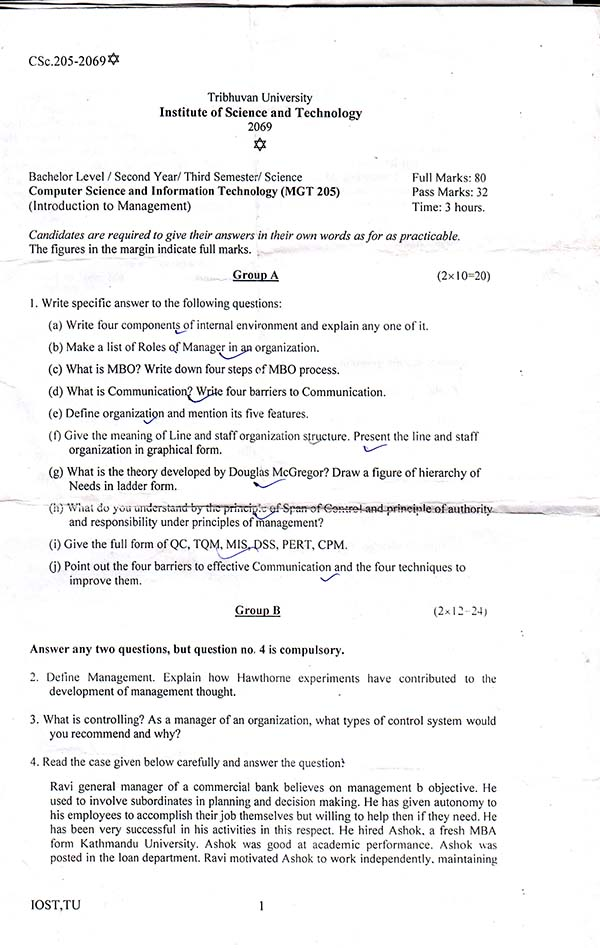 CSc.205-2069✡
Tribhuvan University
Institute of Science and Technology
2069
✡
Bachelor Level / Second Year/ Third Semester/ Science Full Marks: 80
Computer Science and Information Technology (MGT 205) Pass Marks: 32
(Introduction to Management) Time: 3 hours.
Candidates are required to give their answers in their own words as for as practicable.
The figures in the margin indicate full marks.
Group A (2×10=20)
1. Write specific answer to the following questions:
(a) Write four components of internal environment and explain any one of it.
(b) Make a list of Roles of Manager in an organization.
(c) What is MBO? Write down four steps of MBO process.
(d) What is Communication? Write four barriers to Communication.
(e) Define organization and mention its five features.
(f) Give the meaning of Line and staff organization structure. Present the line and staff
organization in graphical form.
(g) What is the theory developed by Douglas McGregor? Draw a figure of hierarchy of
Needs in ladder form.
(h) What do you understand by the principle of Span of Control and principle of authority
and responsibility under principles of management?
(i) Give the full form of QC, TQM, MIS, DSS, PERT, CPM.
(j) Point out the four barriers to effective Communication and the four techniques to
improve them.
Group B (2×12=24)
Answer any two questions, but question no. 4 is compulsory.
2. Define Management. Explain how Hawthorne experiments have contributed to the
development of management thought.
3. What is controlling? As a manager of an organization, what types of control system would
you recommend and why?
4. Read the case given below carefully and answer the question?
Ravi general manager of a commercial bank believes on management b objective. He
used to involve subordinates in planning and decision making. He has given autonomy to
his employees to accomplish their job themselves but willing to help then if they need. He
has been very successful in his activities in this respect. He hired Ashok, a fresh MBA
form Kathmandu University. Ashok was good at academic performance. Ashok was
posted in the loan department. Ravi motivated Ashok to work independently, maintaining
IOST,TU 1